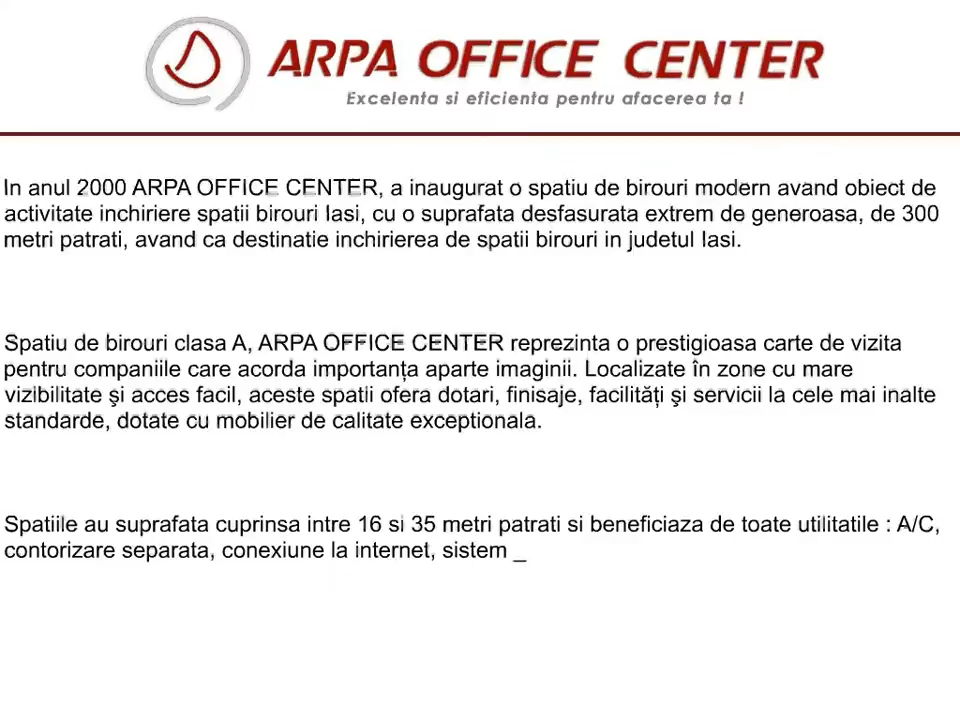 ARPA OFFICE CENTER
Excelenta si eficienta pentru afacerea ta !
In anul 2000 ARPA OFFICE CENTER, a inaugurat o spatiu de birouri modern avand obiect de
activitate inchiriere spatii birouri Iasi, cu o suprafata desfasurata extrem de generoasa, de 300
metri patrati, avand ca destinatie inchirierea de spatii birouri in judetul Iasi.
Spatiu de birouri clasa A, ARPA OFFICE CENTER reprezinta o prestigioasa carte de vizita
pentru companiile care acorda importanța aparte imaginii. Localizate în zone cu mare
vizibilitate şi acces facil, aceste spatii ofera dotari, finisaje, facilităţi şi servicii la cele mai inalte
standarde, dotate cu mobilier de calitate exceptionala.
Spatiile au suprafata cuprinsa intre 16 si 35 metri patrati si beneficiaza de toate utilitatile : A/C,
contorizare separata, conexiune la internet, sistem _